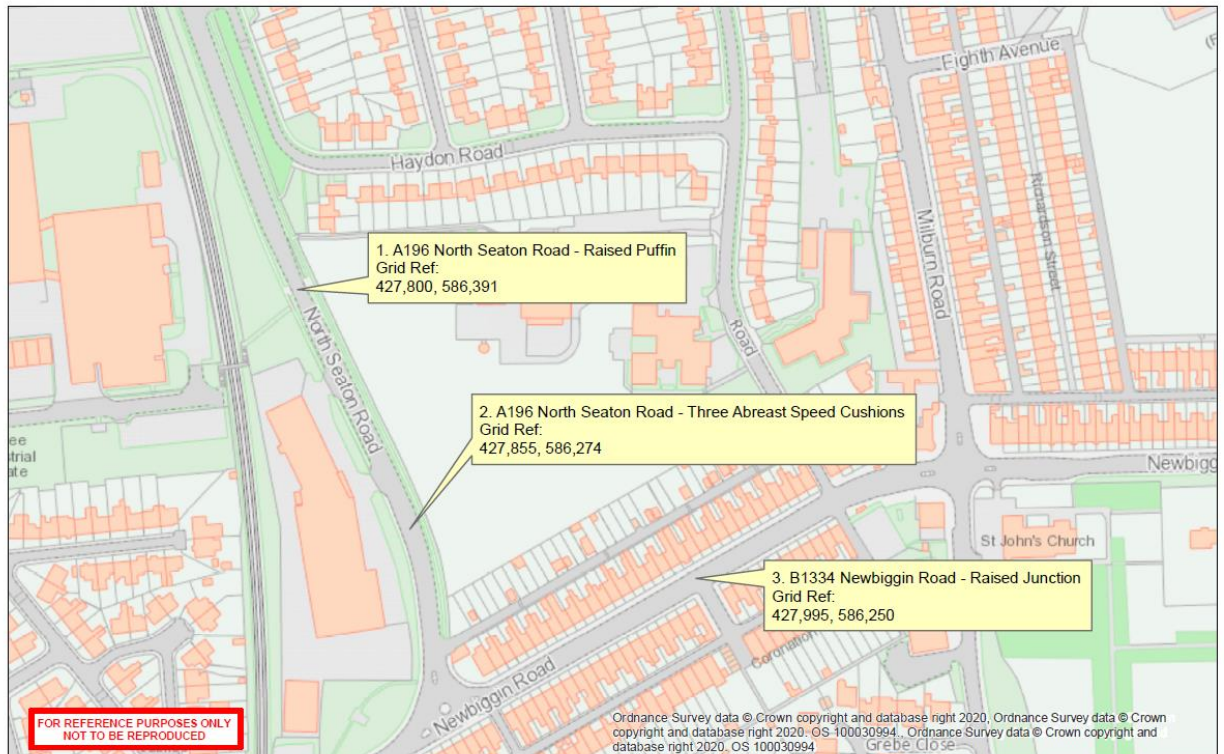 Eighth Avenue
Haydon Road
Richardson Street
Milburn Road
1. A196 North Seaton Road - Raised Puffin
Grid Ref:
427,800, 586,391
North Seaton Road
Road
2. A196 North Seaton Road - Three Abreast Speed Cushions
Grid Ref:
427,855, 586,274
Newbigg
St John's Church
3. B1334 Newbiggin Road - Raised Junction
Grid Ref:
427,995, 586,250
Coronation
Newbiggin Road
FOR REFERENCE PURPOSES ONLY
NOT TO BE REPRODUCED
Ordnance Survey data © Crown copyright and database right 2020, Ordnance Survey data © Crown
copyright and database right 2020. OS 100030994., Ordnance Survey data © Crown copyright and
database right 2020. OS 100030994
Grebe Close